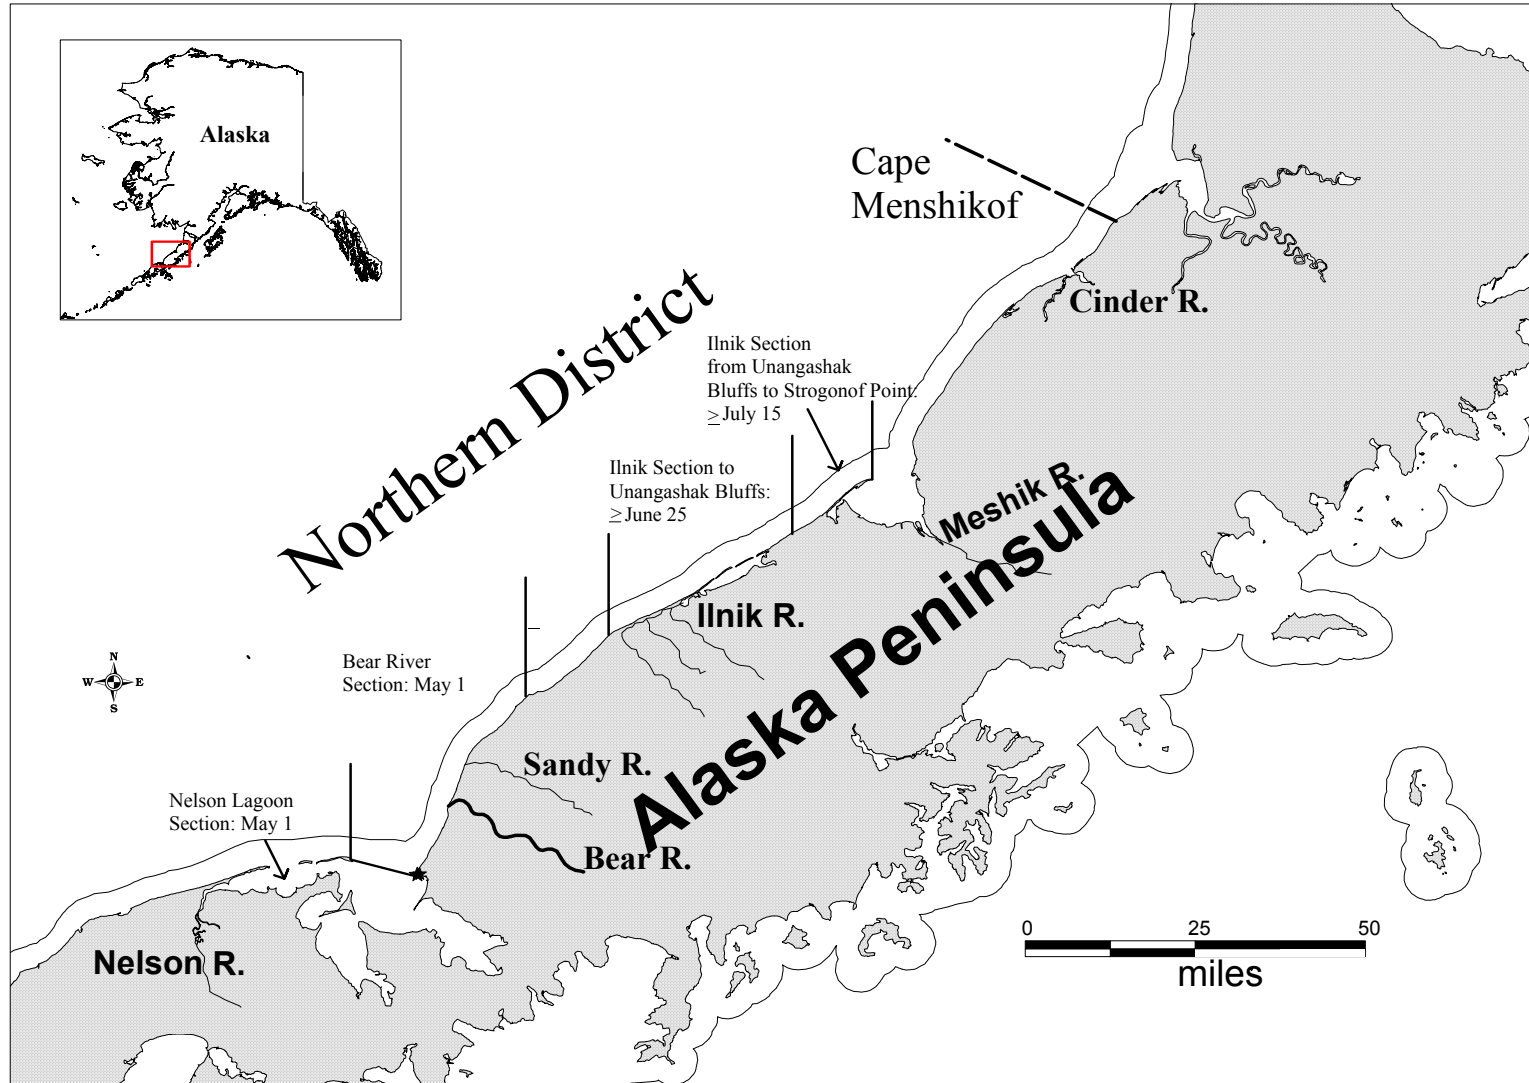 Alaska
Cape
Menshikof
Cinder R.
Northern District
Ilnik Section
from Unangashak
Bluffs to Strogonof Point:
≥July 15
Ilnik Section to
Unangashak Bluffs:
≥June 25
Meshik R.
Alaska Peninsula
Ilnik R.
N
W E
S
Bear River
Section: May 1
Sandy R.
Nelson Lagoon
Section: May 1
Bear R.
Nelson R.
0 25 50
miles